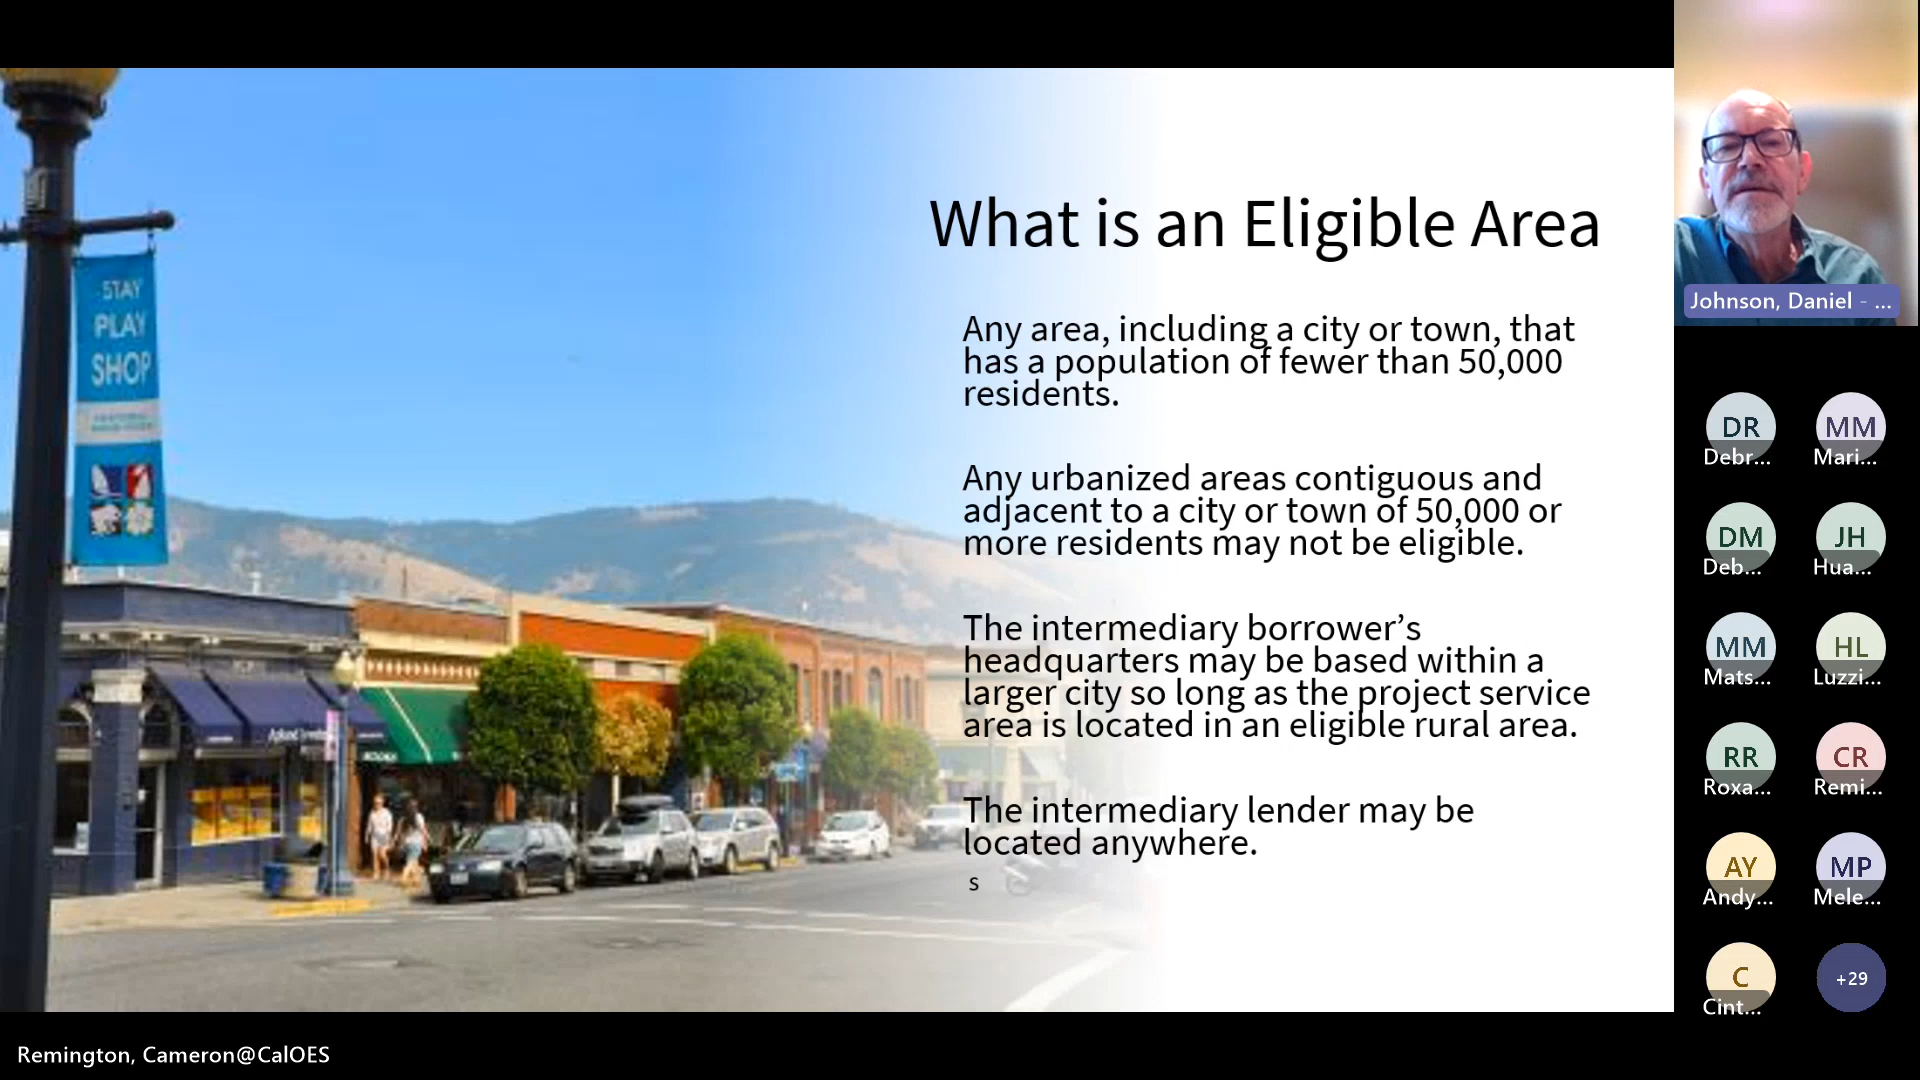 What is an Eligible Area
Any area, including a city or town, that
has a population of fewer than 50,000
residents.
Any urbanized areas contiguous and
adjacent to a city or town of 50,000 or
more residents may not be eligible.
The intermediary borrower’s
headquarters may be based within a
larger city so long as the project service
area is located in an eligible rural area.
The intermediary lender may be
located anywhere.
s
STAY
PLAY
SHOP
Johnson, Daniel - ...
DR
Debr...
MM
Mari...
DM
Deb...
JH
Hua...
MM
Mats...
HL
Luzzi...
RR
Roxa...
CR
Remi...
AY
Andy...
MP
Mele...
C
Cint...
+29
Remington, Cameron@CalOES